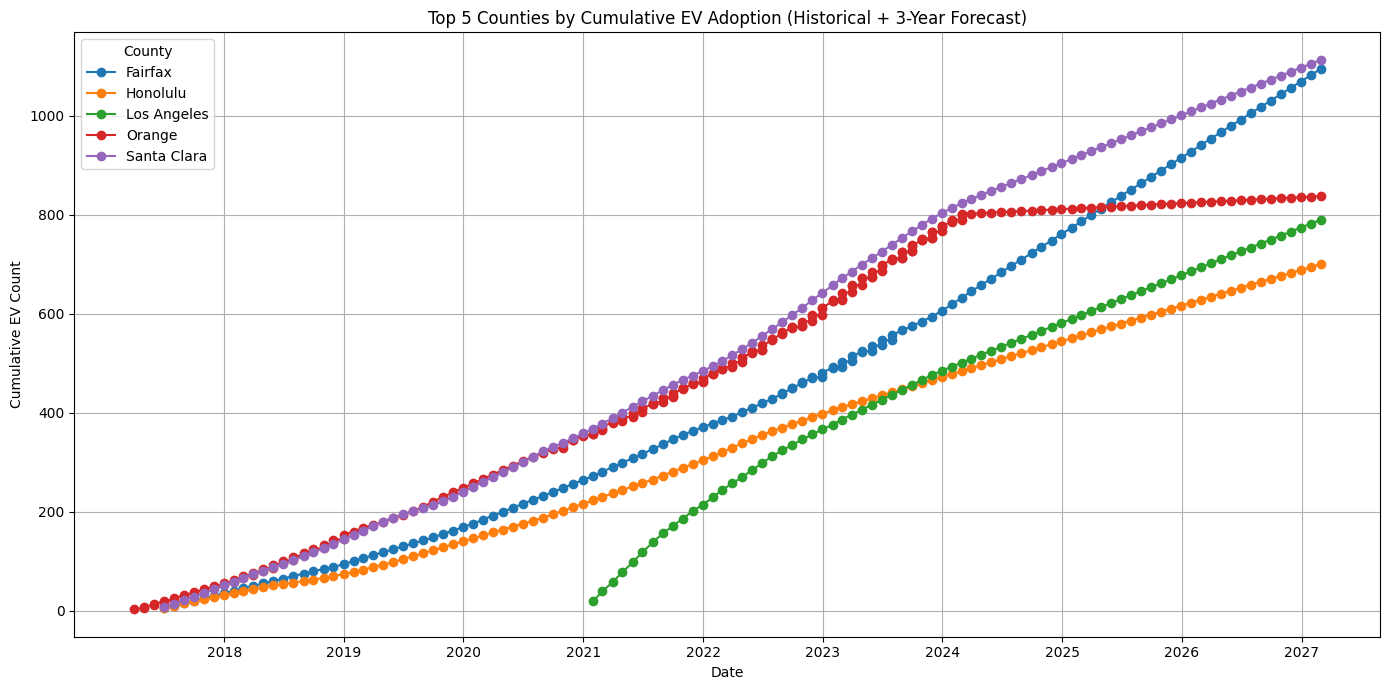 Top 5 Counties by Cumulative EV Adoption (Historical + 3-Year Forecast)
County
Fairfax
Honolulu
Los Angeles
Orange
Santa Clara
Cumulative EV Count
1000
800
600
400
200
0
2018 2019 2020 2021 2022 2023 2024 2025 2026 2027
Date